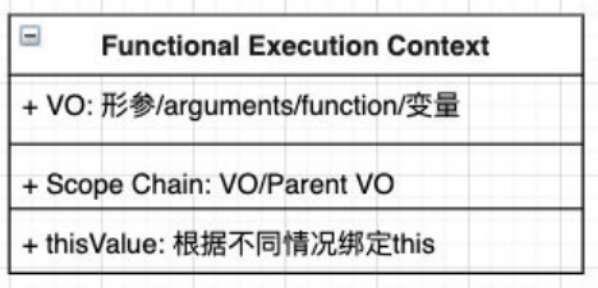 Functional Execution Context
+ VO: 形参/arguments/function/变量
+ Scope Chain: VO/Parent VO
+ thisValue: 根据不同情况绑定this